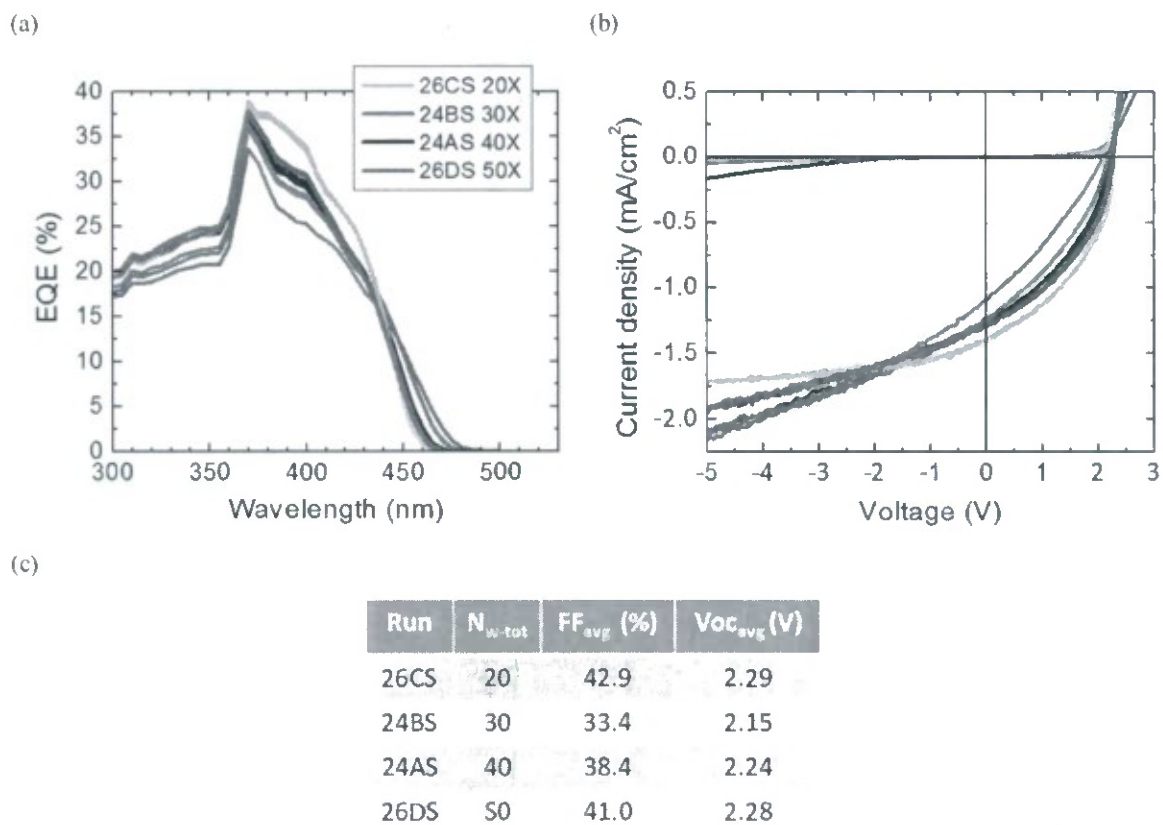 (a)
(b)
26CS 20X
24BS 30X
24AS 40X
26DS 50X
EQE (%)
40
35
30
25
20
15
10
5
0
300
350
400
450
500
Wavelength (nm)
Current density (mA/cm²)
0.5
0.0
-0.5
-1.0
-1.5
-2.0
-5
-4
-3
-2
-1
0
1
2
3
Voltage (V)
(c)
Run N_w-tot FF_avg (%) Voc_avg (V)
26CS 20 42.9 2.29
24BS 30 33.4 2.15
24AS 40 38.4 2.24
26DS S0 41.0 2.28